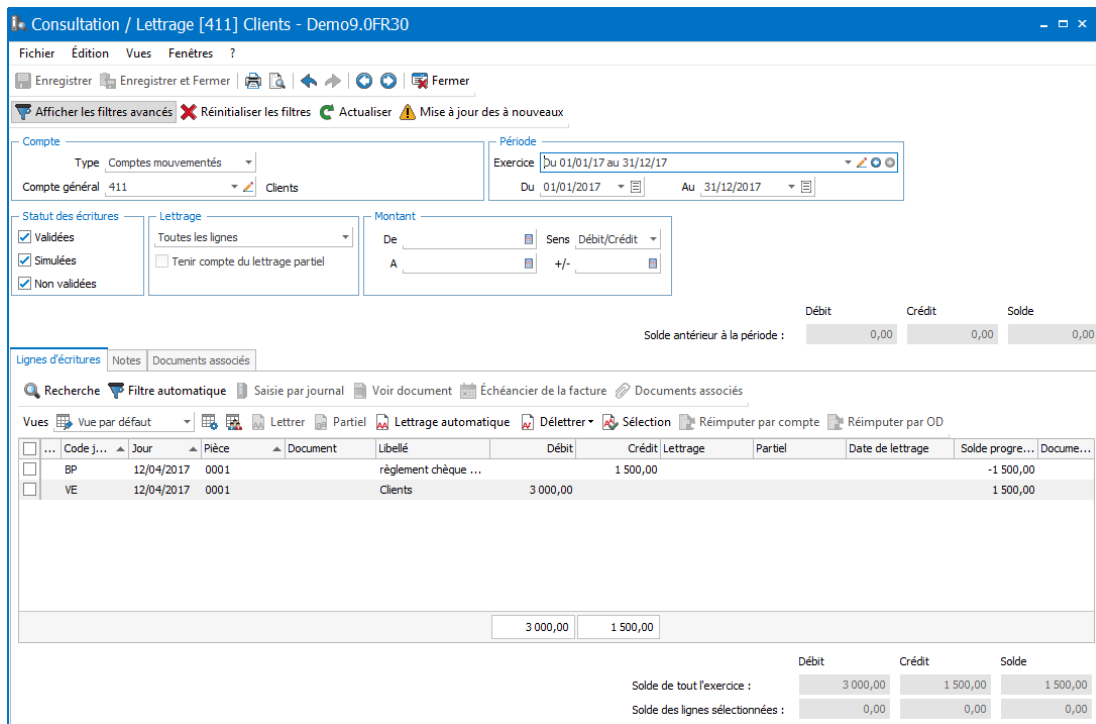 Consultation / Lettrage [411] Clients - Demo9.0FR30
Fichier Édition Vues Fenêtres ?
Enregistrer Enregistrer et Fermer Fermer
Afficher les filtres avancés Réinitialiser les filtres Actualiser Mise à jour des à nouveaux
Compte Période
Type Comptes mouvementés Exercice Du 01/01/17 au 31/12/17
Compte général 411 Clients Du 01/01/2017 Au 31/12/2017
Statut des écritures Lettrage Montant
Validées Toutes les lignes De Sens Débit/Crédit
Simulées Tenir compte du lettrage partiel A +/-
Non validées
Débit Crédit Solde
Solde antérieur à la période : 0,00 0,00 0,00
Lignes d'écritures Notes Documents associés
Recherche Filtre automatique Saisie par journal Voir document Échéancier de la facture Documents associés
Vues Vue par défaut Lettrer Partiel Lettrage automatique Délettrer Sélection Réimputer par compte Réimputer par OD
... Code j... Jour Pièce Document Libellé Débit Crédit Lettrage Partiel Date de lettrage Solde progre... Docume...
BP 12/04/2017 0001 règlement chèque ... 1 500,00 -1 500,00
VE 12/04/2017 0001 Clients 3 000,00 1 500,00
3 000,00 1 500,00
Débit Crédit Solde
Solde de tout l'exercice : 3 000,00 1 500,00 1 500,00
Solde des lignes sélectionnées : 0,00 0,00 0,00